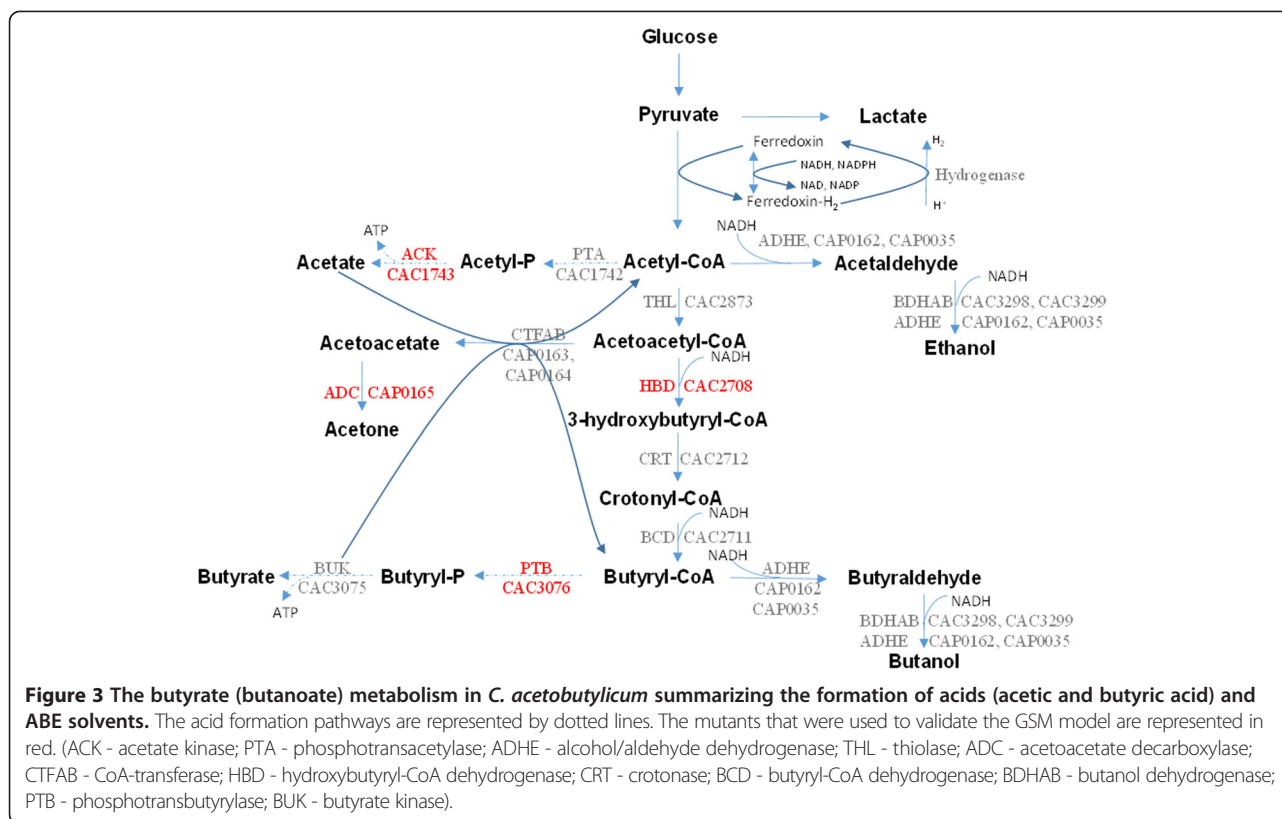 Glucose
Pyruvate
Lactate
Ferredoxin
H₂
NADH, NADPH
NAD, NADP
Hydrogenase
Ferredoxin-H₂
H⁺
NADH
ATP
ADHE, CAP0162, CAP0035
Acetate
ACK
CAC1743
Acetyl-P
PTA
CAC1742
Acetyl-CoA
Acetaldehyde
NADH
THL CAC2873
BDHAB CAC3298, CAC3299
ADHE CAP0162, CAP0035
Ethanol
CTFAB
CAP0163,
CAP0164
Acetoacetate
Acetoacetyl-CoA
NADH
ADC CAP0165
HBD CAC2708
Acetone
3-hydroxybutyryl-CoA
CRT CAC2712
Crotonyl-CoA
NADH
BCD CAC2711
NADH
Butyrate
BUK
CAC3075
ATP
Butyryl-P
PTB
CAC3076
Butyryl-CoA
ADHE
CAP0162
CAP0035
Butyraldehyde
NADH
BDHAB CAC3298, CAC3299
ADHE CAP0162, CAP0035
Butanol
Figure 3 The butyrate (butanoate) metabolism in C. acetobutylicum summarizing the formation of acids (acetic and butyric acid) and
ABE solvents. The acid formation pathways are represented by dotted lines. The mutants that were used to validate the GSM model are represented in
red. (ACK - acetate kinase; PTA - phosphotransacetylase; ADHE - alcohol/aldehyde dehydrogenase; THL - thiolase; ADC - acetoacetate decarboxylase;
CTFAB - CoA-transferase; HBD - hydroxybutyryl-CoA dehydrogenase; CRT - crotonase; BCD - butyryl-CoA dehydrogenase; BDHAB - butanol dehydrogenase;
PTB - phosphotransbutyrylase; BUK - butyrate kinase).